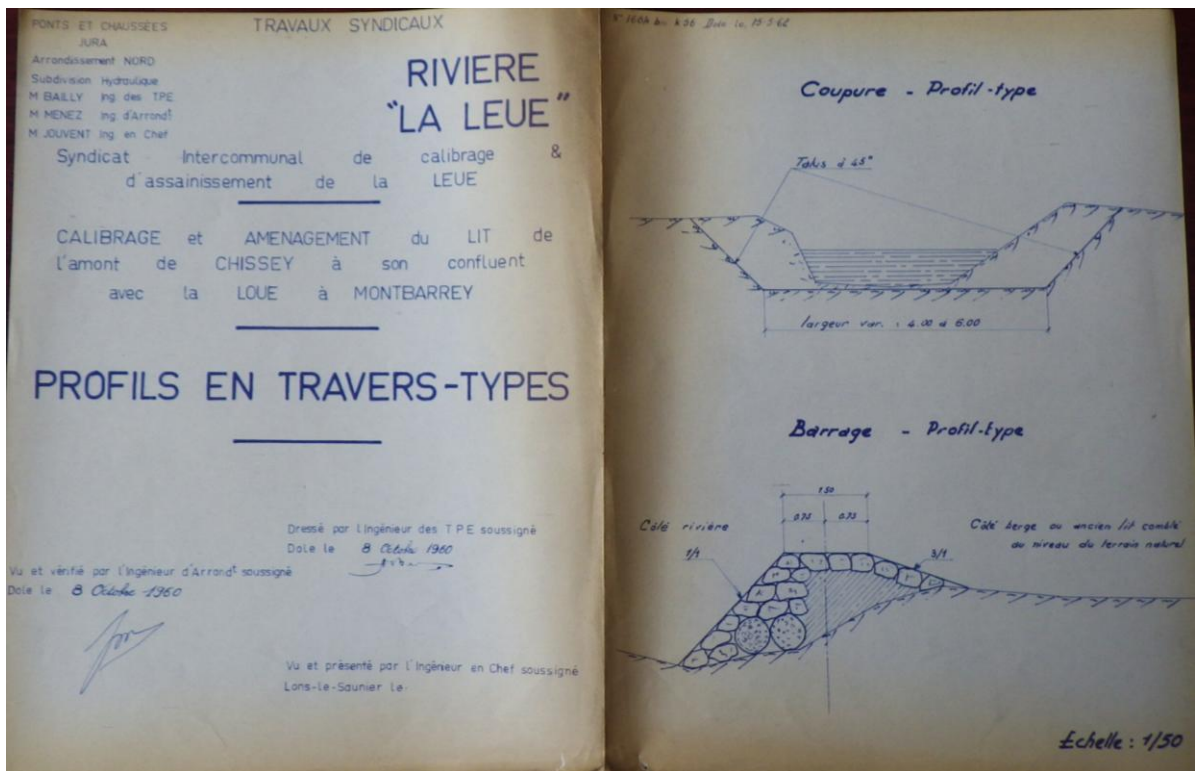 PONTS ET CHAUSSÉES
JURA
Arrondissement NORD
Subdivision Hydraulique
M BAILLY Ing. des TPE
M MENEZ Ing. d'Arrondt
M JOUVENT Ing. en Chef
TRAVAUX SYNDICAUX
RIVIERE
"LA LEUE"
Syndicat Intercommunal de calibrage &
d'assainissement de la LEUE
CALIBRAGE et AMENAGEMENT du LIT de
l'amont de CHISSEY à son confluent
avec la LOUE à MONTBARREY
PROFILS EN TRAVERS-TYPES
Dressé par l'Ingénieur des TPE soussigné
Dole le 8 Octobre 1960
Vu et vérifié par l'Ingénieur d'Arrondt soussigné
Dole le 8 Octobre 1960
Vu et présenté par l'Ingénieur en Chef soussigné
Lons-le-Saunier le
Dole le, 15-5-62
Coupure - Profil-type
Talus à 45°
largeur var. : 4.00 à 6.00
Barrage - Profil-type
1.50
0.75 0.75
Côté rivière
Côté berge ou ancien lit comblé
au niveau du terrain naturel
1/1
3/1
Echelle : 1/50